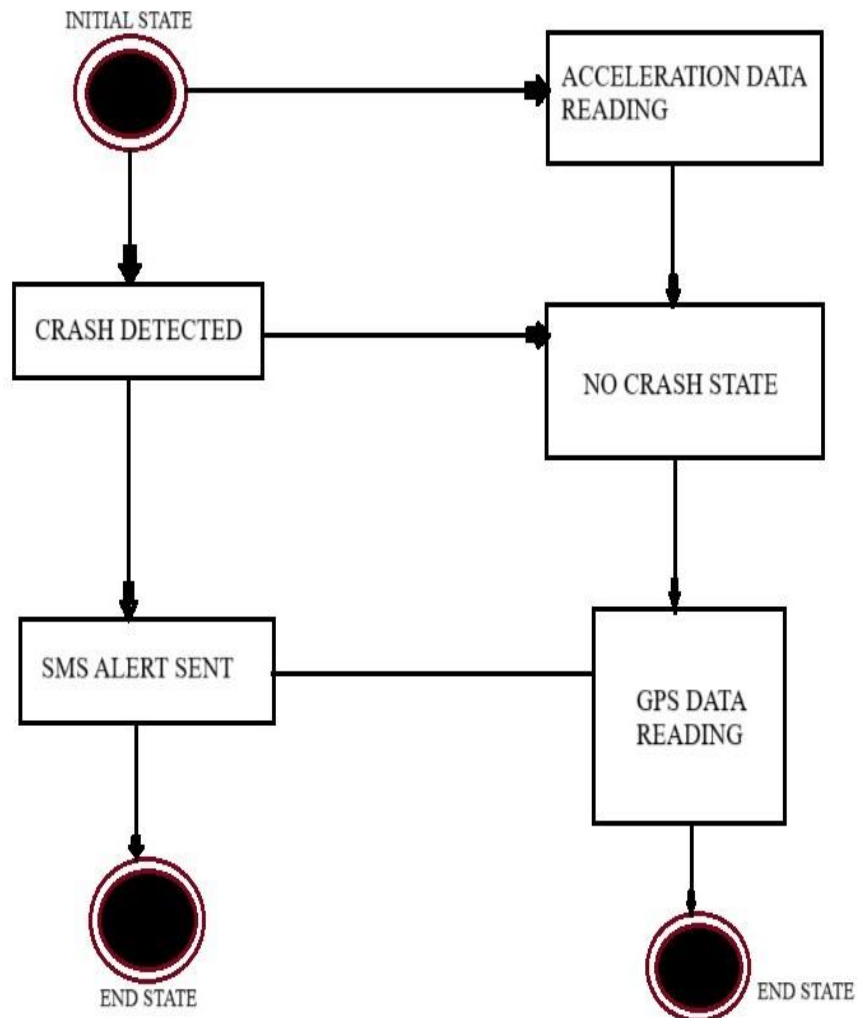 INITIAL STATE
ACCELERATION DATA
READING
CRASH DETECTED
NO CRASH STATE
SMS ALERT SENT
GPS DATA
READING
END STATE
END STATE